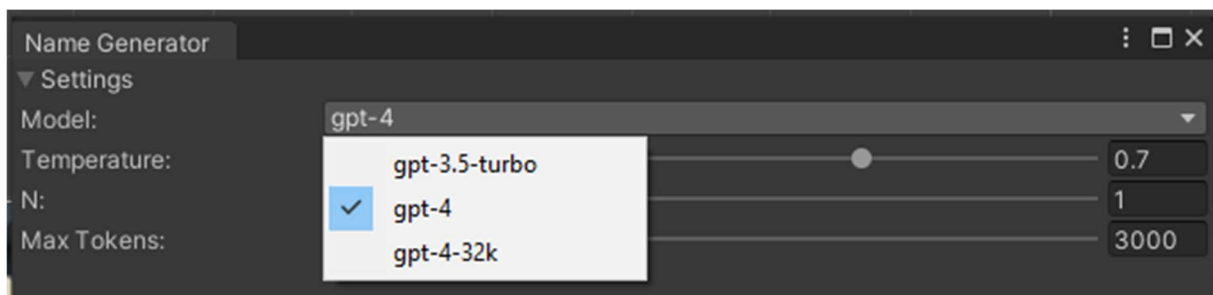 Name Generator
Settings
Model: gpt-4
gpt-3.5-turbo
Temperature: 0.7
gpt-4
N: 1
gpt-4-32k
Max Tokens: 3000